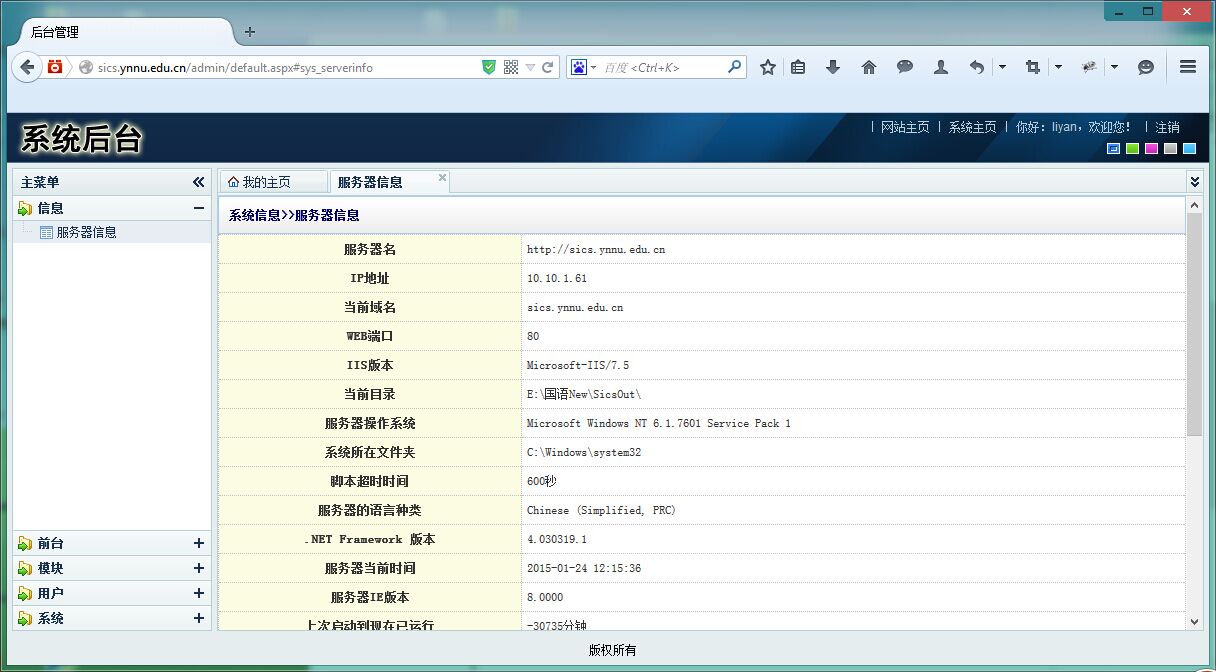 后台管理
sics.ynnu.edu.cn/admin/default.aspx#sys_serverinfo
百度 <Ctrl+K>
系统后台
网站主页 | 系统主页 | 你好：liyan，欢迎您！ | 注销
主菜单
信息
服务器信息
前台
模块
用户
系统
我的主页
服务器信息
系统信息>>服务器信息
服务器名 http://sics.ynnu.edu.cn
IP地址 10.10.1.61
当前域名 sics.ynnu.edu.cn
WEB端口 80
IIS版本 Microsoft-IIS/7.5
当前目录 E:\国语New\SicsOut\
服务器操作系统 Microsoft Windows NT 6.1.7601 Service Pack 1
系统所在文件夹 C:\Windows\system32
脚本超时时间 600秒
服务器的语言种类 Chinese (Simplified, PRC)
.NET Framework 版本 4.030319.1
服务器当前时间 2015-01-24 12:15:36
服务器IE版本 8.0000
上次启动到现在已运行 -30735分钟
版权所有